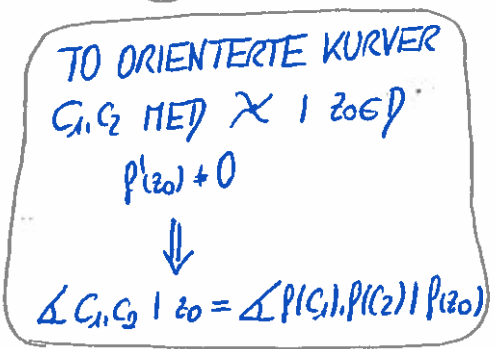 TO ORIENTERTE KURVER
C₁, C₂ MED ⨉ I z₀ ∈ D
f'(z₀) ≠ 0
⇓
∡ C₁, C₂ I z₀ = ∡ f(C₁), f(C₂) I f(z₀)